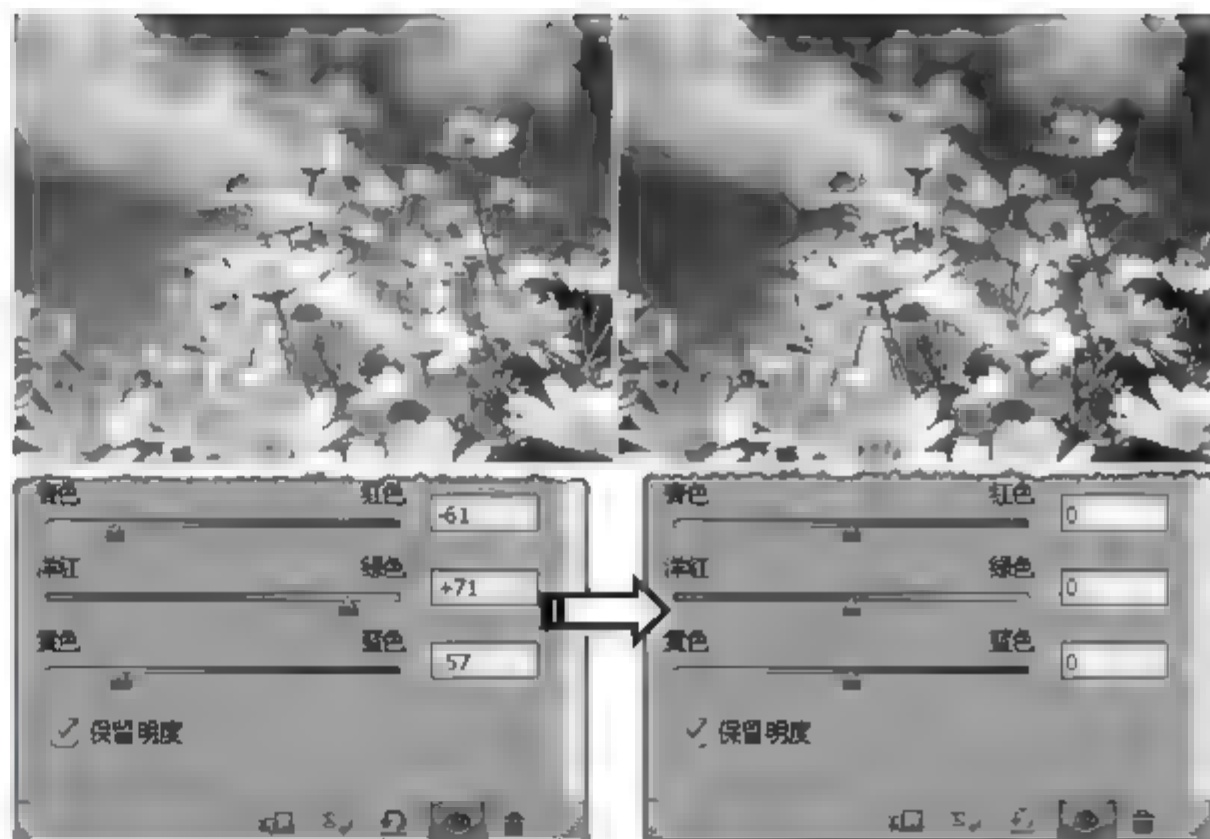 青色 红色 -61
洋红 绿色 +71
黄色 蓝色 57
保留明度
青色 红色 0
洋红 绿色 0
黄色 蓝色 0
保留明度